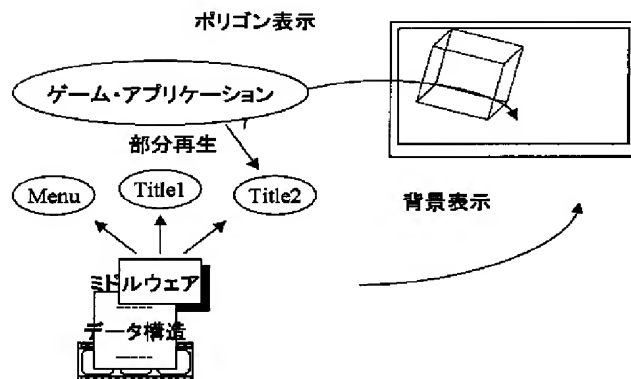 ポリゴン表示
ゲーム・アプリケーション
部分再生
Menu
Title1
Title2
背景表示
ミドルウェア
データ構造